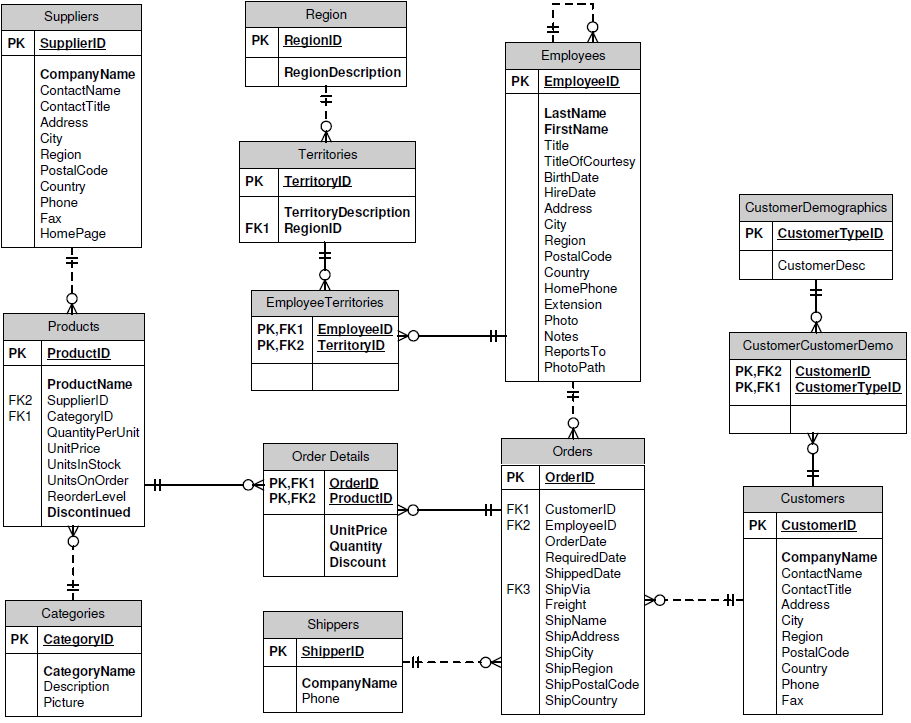 Suppliers
PK SupplierID
CompanyName
ContactName
ContactTitle
Address
City
Region
PostalCode
Country
Phone
Fax
HomePage
Region
PK RegionID
RegionDescription
Employees
PK EmployeeID
LastName
FirstName
Title
TitleOfCourtesy
BirthDate
HireDate
Address
City
Region
PostalCode
Country
HomePhone
Extension
Photo
Notes
ReportsTo
PhotoPath
Territories
PK TerritoryID
TerritoryDescription
FK1 RegionID
CustomerDemographics
PK CustomerTypeID
CustomerDesc
EmployeeTerritories
PK,FK1 EmployeeID
PK,FK2 TerritoryID
Products
PK ProductID
ProductName
FK2 SupplierID
FK1 CategoryID
QuantityPerUnit
UnitPrice
UnitsInStock
UnitsOnOrder
ReorderLevel
Discontinued
CustomerCustomerDemo
PK,FK2 CustomerID
PK,FK1 CustomerTypeID
Order Details
PK,FK1 OrderID
PK,FK2 ProductID
UnitPrice
Quantity
Discount
Orders
PK OrderID
FK1 CustomerID
FK2 EmployeeID
OrderDate
RequiredDate
ShippedDate
FK3 ShipVia
Freight
ShipName
ShipAddress
ShipCity
ShipRegion
ShipPostalCode
ShipCountry
Customers
PK CustomerID
CompanyName
ContactName
ContactTitle
Address
City
Region
PostalCode
Country
Phone
Fax
Categories
PK CategoryID
CategoryName
Description
Picture
Shippers
PK ShipperID
CompanyName
Phone